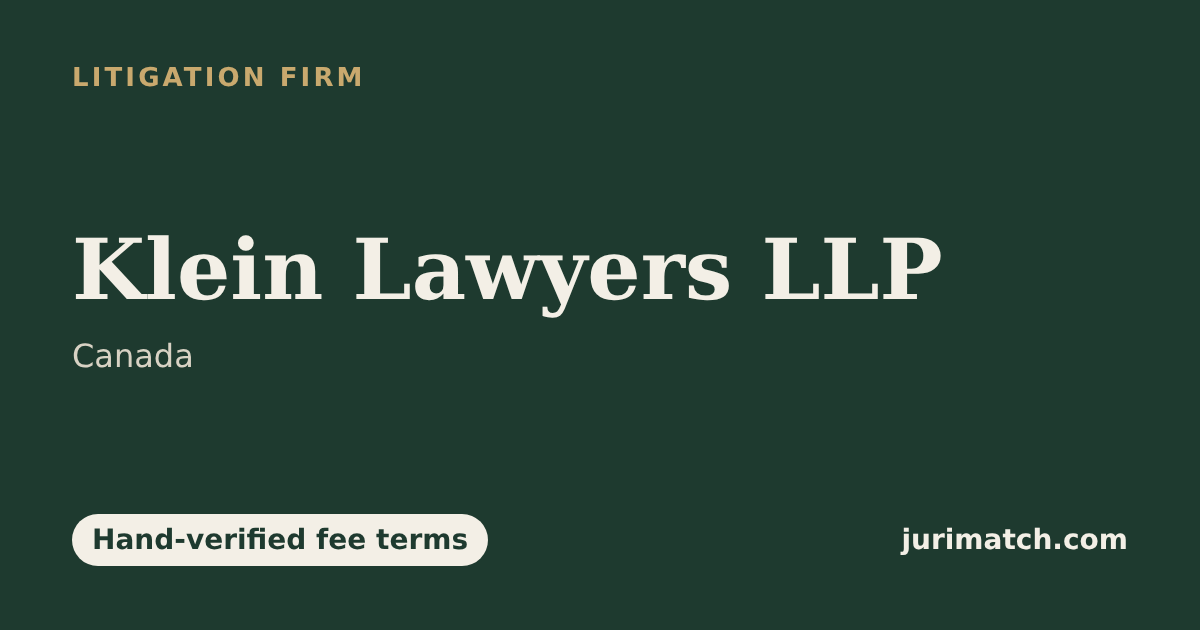 LITIGATION FIRM
Klein Lawyers LLP
Canada
Hand-verified fee terms
jurimatch.com